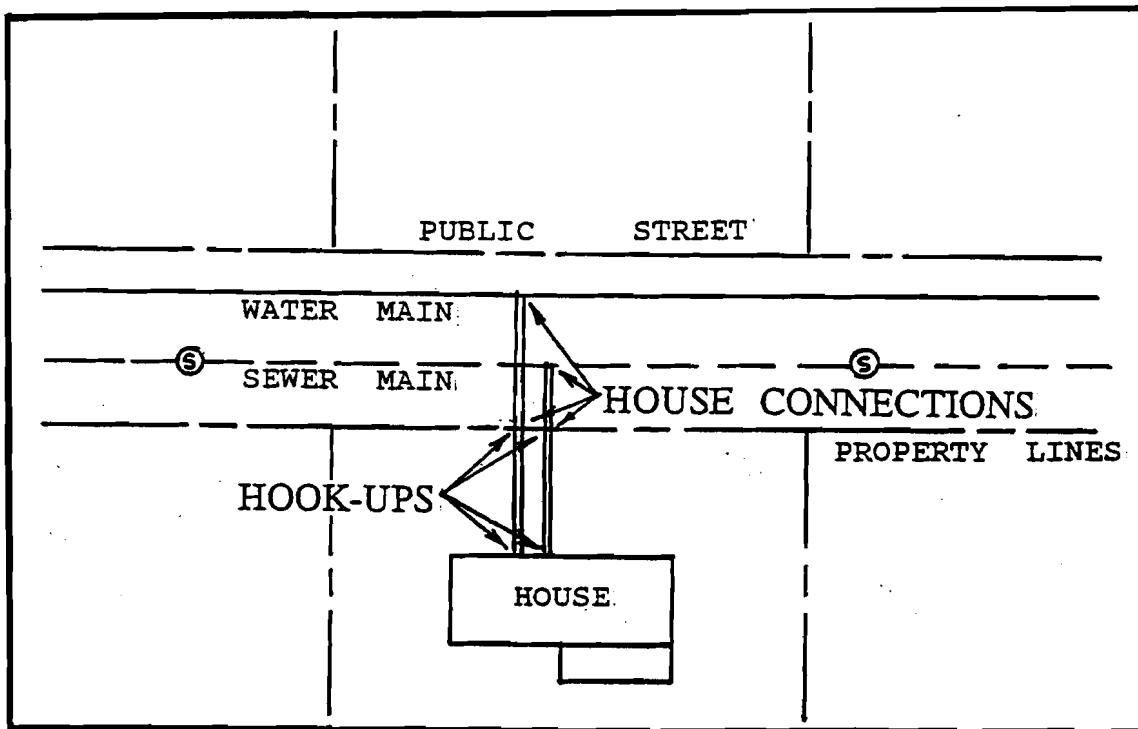 PUBLIC STREET
WATER MAIN
S
S
SEWER MAIN
HOUSE CONNECTIONS
PROPERTY LINES
HOOK-UPS
HOUSE